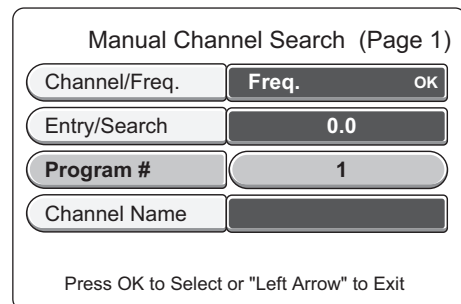 Manual Channel Search (Page 1)
Channel/Freq. Freq. OK
Entry/Search 0.0
Program # 1
Channel Name
Press OK to Select or "Left Arrow" to Exit